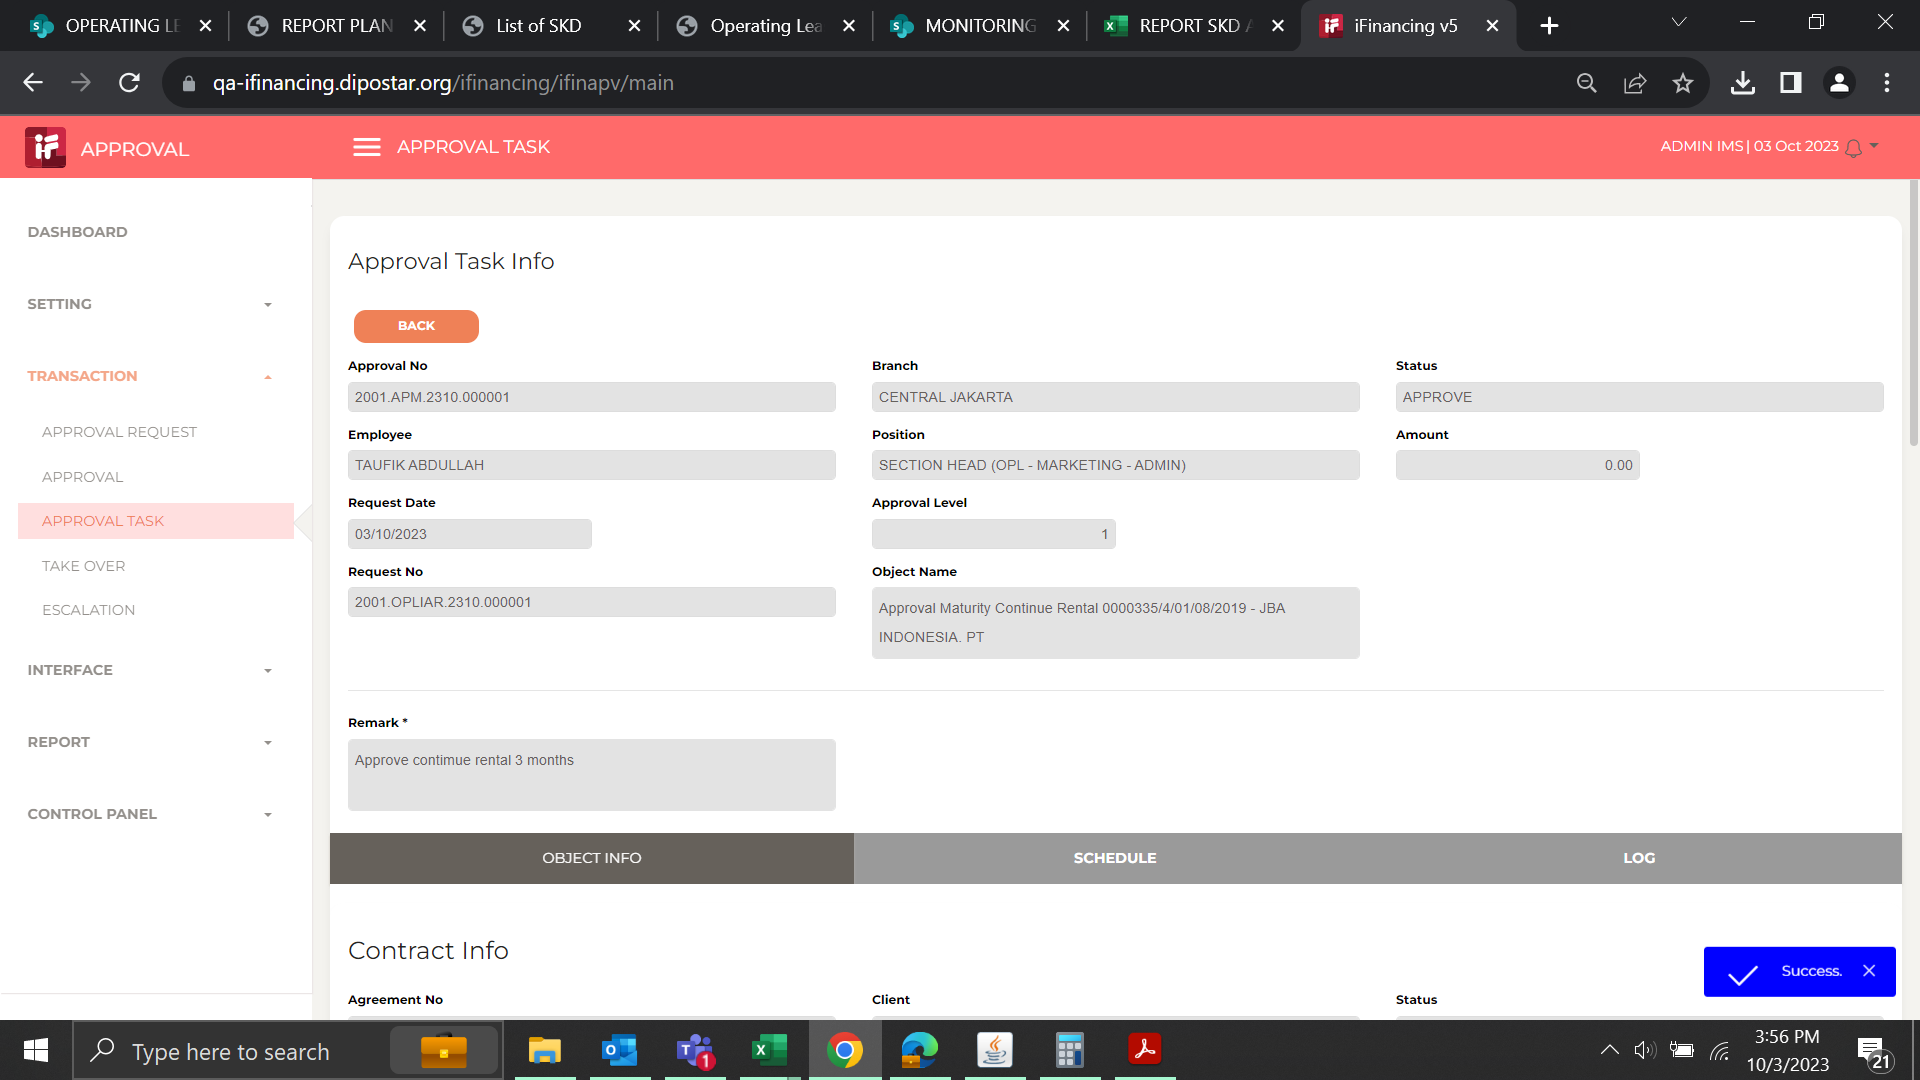 OPERATING LE
REPORT PLAN
List of SKD
Operating Lea
MONITORING
REPORT SKD A
iFinancing v5
qa-ifinancing.dipostar.org/ifinancing/ifinapv/main
iF APPROVAL
APPROVAL TASK
ADMIN IMS | 03 Oct 2023
DASHBOARD
SETTING
TRANSACTION
APPROVAL REQUEST
APPROVAL
APPROVAL TASK
TAKE OVER
ESCALATION
INTERFACE
REPORT
CONTROL PANEL
Approval Task Info
BACK
Approval No
2001.APM.2310.000001
Branch
CENTRAL JAKARTA
Status
APPROVE
Employee
TAUFIK ABDULLAH
Position
SECTION HEAD (OPL - MARKETING - ADMIN)
Amount
0.00
Request Date
03/10/2023
Approval Level
1
Request No
2001.OPLIAR.2310.000001
Object Name
Approval Maturity Continue Rental 0000335/4/01/08/2019 - JBA
INDONESIA. PT
Remark *
Approve contimue rental 3 months
OBJECT INFO
SCHEDULE
LOG
Contract Info
Agreement No
Client
Status
Success.
Type here to search
1
3:56 PM
10/3/2023
21